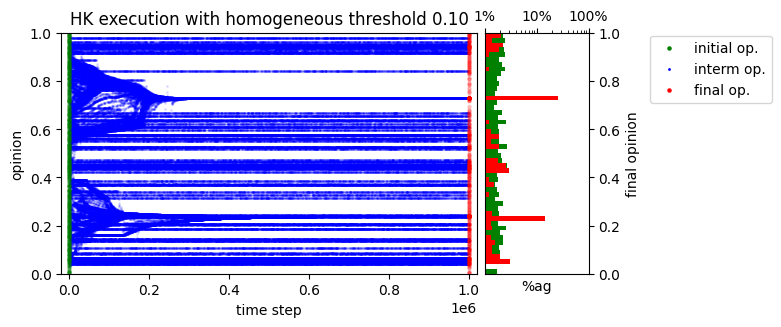 HK execution with homogeneous threshold 0.10
1% 10% 100%
1.0 1.0
0.8 0.8
0.6 0.6
0.4 0.4
0.2 0.2
0.0 0.0
opinion
final opinion
initial op.
interm op.
final op.
0.0 0.2 0.4 0.6 0.8 1.0
%ag
1e6
time step